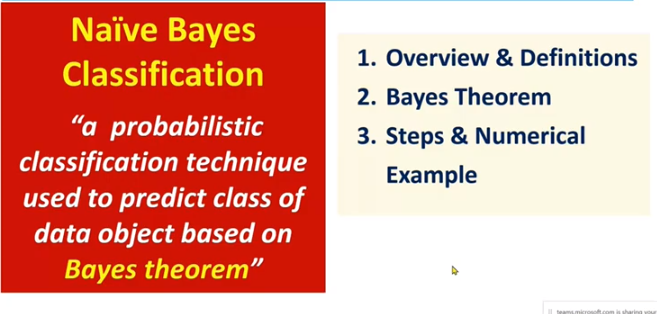 Naïve Bayes
Classification
“a probabilistic
classification technique
used to predict class of
data object based on
Bayes theorem”
1. Overview & Definitions
2. Bayes Theorem
3. Steps & Numerical
Example
teams.microsoft.com is sharing your